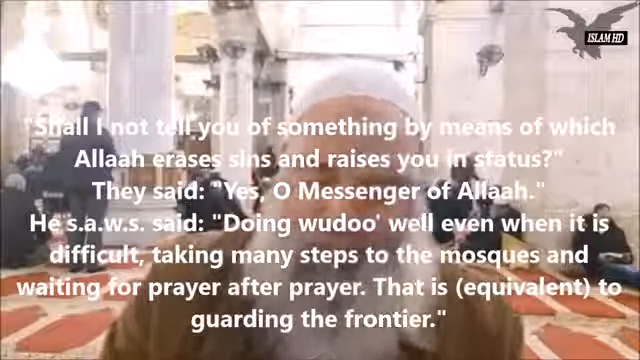 ISLAM HD
"Shall I not tell you of something by means of which
Allaah erases sins and raises you in status?"
They said: "Yes, O Messenger of Allaah."
He s.a.w.s. said: "Doing wudoo' well even when it is
difficult, taking many steps to the mosques and
waiting for prayer after prayer. That is (equivalent) to
guarding the frontier."